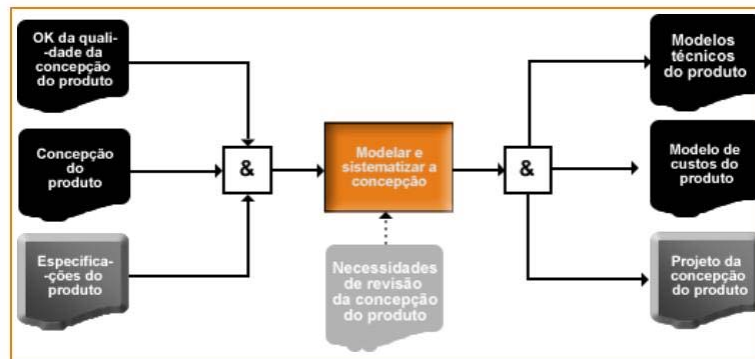 OK da quali-
-dade da
concepção
do produto
Concepção
do
produto
Especifica-
-ções do
produto
&
Modelar e
sistematizar a
concepção
Necessidades
de revisão
da concepção
do produto
&
Modelos
técnicos
do produto
Modelo de
custos do
produto
Projeto da
concepção
do produto